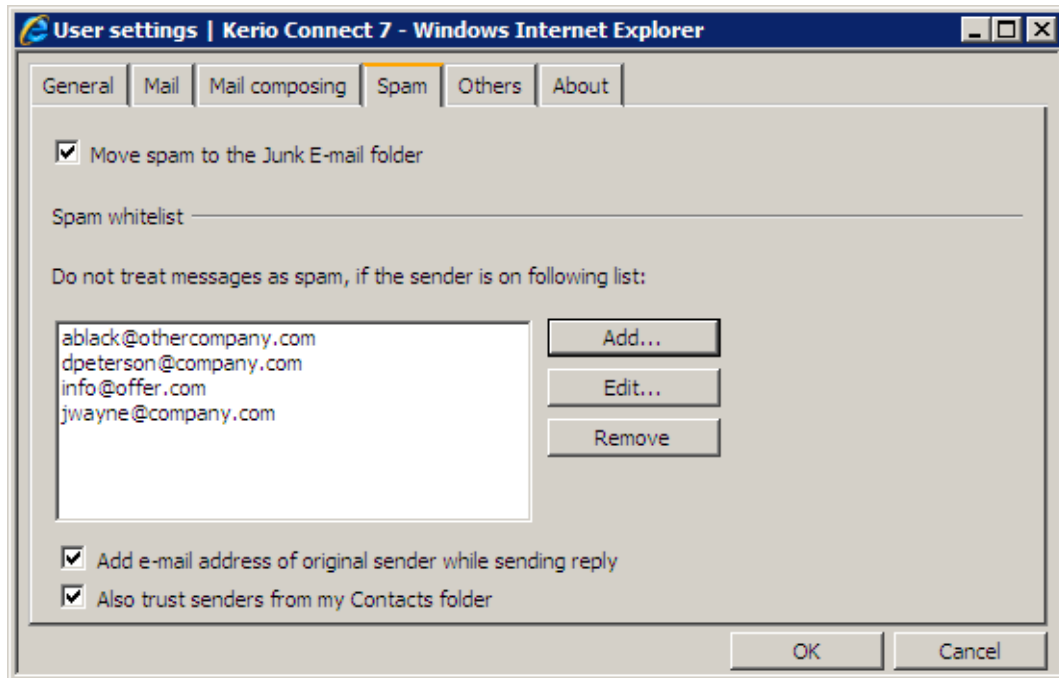 User settings | Kerio Connect 7 - Windows Internet Explorer
General Mail Mail composing Spam Others About
Move spam to the Junk E-mail folder
Spam whitelist
Do not treat messages as spam, if the sender is on following list:
ablack@othercompany.com
dpeterson@company.com
info@offer.com
jwayne@company.com
Add...
Edit...
Remove
Add e-mail address of original sender while sending reply
Also trust senders from my Contacts folder
OK Cancel